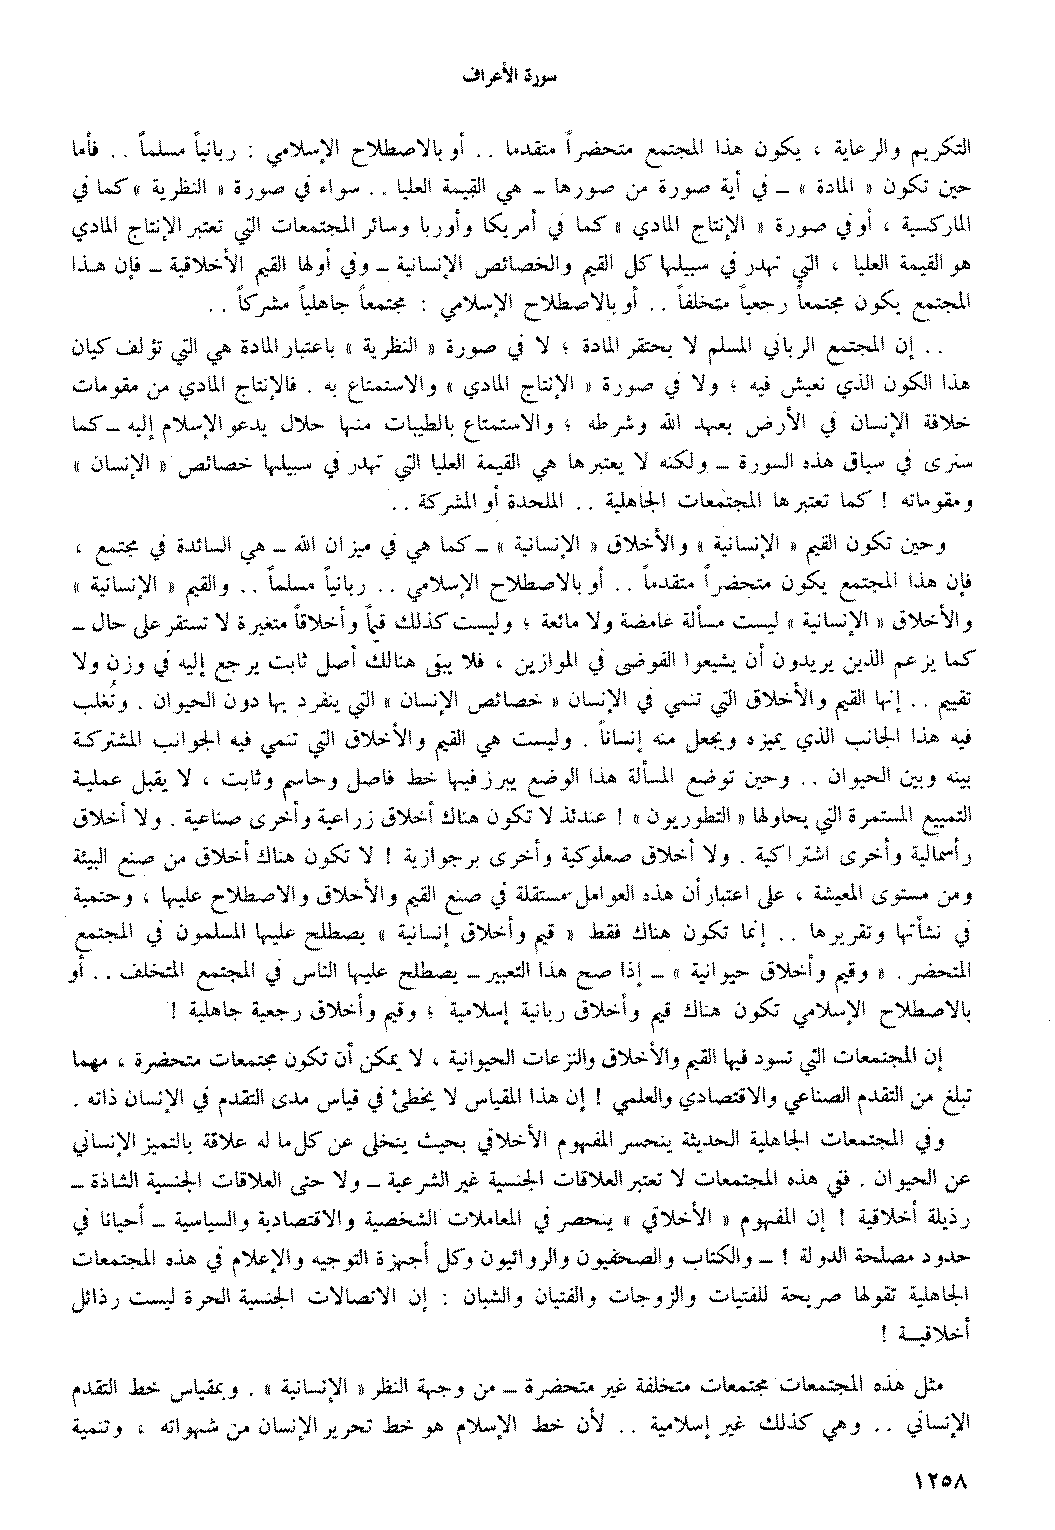 سورة الأعراف
التكريم والرعاية ، يكون هذا المجتمع متحضراً متقدما .. أو بالاصطلاح الإسلامي : ربانياً مسلماً .. فأما
حين تكون « المادة » – في أية صورة من صورها – هي القيمة العليا .. سواء في صورة « النظرية » كما في
الماركسية ، أو في صورة « الإنتاج المادي » كما في أمريكا وأوربا وسائر المجتمعات التي تعتبر الإنتاج المادي
هو القيمة العليا ، التي تهدر في سبيلها كل القيم والخصائص الإنسانية – وفي أولها القيم الأخلاقية – فإن هذا
المجتمع يكون مجتمعاً رجعياً متخلفاً .. أو بالاصطلاح الإسلامي : مجتمعاً جاهلياً مشركاً ..
.. إن المجتمع الرباني المسلم لا يحتقر المادة ؛ لا في صورة « النظرية » باعتبار المادة هي التي تؤلف كيان
هذا الكون الذي نعيش فيه ؛ ولا في صورة « الإنتاج المادي » والاستمتاع به . فالإنتاج المادي من مقومات
خلافة الإنسان في الأرض بعهد الله وشرطه ؛ والاستمتاع بالطيبات منها حلال يدعو الإسلام إليه – كما
سنرى في سياق هذه السورة – ولكنه لا يعتبرها هي القيمة العليا التي تهدر في سبيلها خصائص « الإنسان »
ومقوماته ! كما تعتبرها المجتمعات الجاهلية .. الملحدة أو المشركة ..
وحين تكون القيم « الإنسانية » والأخلاق « الإنسانية » – كما هي في ميزان الله – هي السائدة في مجتمع ،
فإن هذا المجتمع يكون متحضراً متقدماً .. أو بالاصطلاح الإسلامي .. ربانياً مسلماً .. والقيم « الإنسانية »
والأخلاق « الإنسانية » ليست مسألة غامضة ولا مائعة ؛ وليست كذلك قيماً وأخلاقاً متغيرة لا تستقر على حال –
كما يزعم الذين يريدون أن يشيعوا الفوضى في الموازين ، فلا يبقى هنالك أصل ثابت يرجع إليه في وزن ولا
تقييم .. إنها القيم والأخلاق التي تنمي في الإنسان « خصائص الإنسان » التي ينفرد بها دون الحيوان . وتُغلب
فيه هذا الجانب الذي يميزه ويجعل منه إنساناً . وليست هي القيم والأخلاق التي تنمي فيه الجوانب المشتركة
بينه وبين الحيوان .. وحين توضع المسألة هذا الوضع يبرز فيها خط فاصل وحاسم وثابت ، لا يقبل عملية
التمييع المستمرة التي يحاولها « التطوريون » ! عندئذ لا تكون هناك أخلاق زراعية وأخرى صناعية . ولا أخلاق
رأسمالية وأخرى اشتراكية . ولا أخلاق صعلوكية وأخرى برجوازية ! لا تكون هناك أخلاق من صنع البيئة
ومن مستوى المعيشة ، على اعتبار أن هذه العوامل مستقلة في صنع القيم والأخلاق والاصطلاح عليها ، وحتمية
في نشأتها وتقريرها .. إنما تكون هناك فقط « قيم وأخلاق إنسانية » يصطلح عليها المسلمون في المجتمع
المتحضر . « وقيم وأخلاق حيوانية » – إذا صح هذا التعبير – يصطلح عليها الناس في المجتمع المتخلف .. أو
بالاصطلاح الإسلامي تكون هناك قيم وأخلاق ربانية إسلامية ؛ وقيم وأخلاق رجعية جاهلية !
إن المجتمعات التي تسود فيها القيم والأخلاق والنزعات الحيوانية ، لا يمكن أن تكون مجتمعات متحضرة ، مهما
تبلغ من التقدم الصناعي والاقتصادي والعلمي ! إن هذا المقياس لا يخطئ في قياس مدى التقدم في الإنسان ذاته .
وفي المجتمعات الجاهلية الحديثة ينحسر المفهوم الأخلاقي بحيث يتخلى عن كل ما له علاقة بالتميز الإنساني
عن الحيوان . ففي هذه المجتمعات لا تعتبر العلاقات الجنسية غير الشرعية – ولا حتى العلاقات الجنسية الشاذة –
رذيلة أخلاقية ! إن المفهوم « الأخلاقي » ينحصر في المعاملات الشخصية والاقتصادية والسياسية – أحيانا في
حدود مصلحة الدولة ! – والكتاب والصحفيون والروائيون وكل أجهزة التوجيه والإعلام في هذه المجتمعات
الجاهلية تقولها صريحة للفتيات والزوجات والفتيان والشبان : إن الاتصالات الجنسية الحرة ليست رذائل
أخلاقية !
مثل هذه المجتمعات مجتمعات متخلفة غير متحضرة – من وجهة النظر « الإنسانية » . وبمقياس خط التقدم
الإنساني .. وهي كذلك غير إسلامية .. لأن خط الإسلام هو خط تحرير الإنسان من شهواته ، وتنمية
١٢٥٨